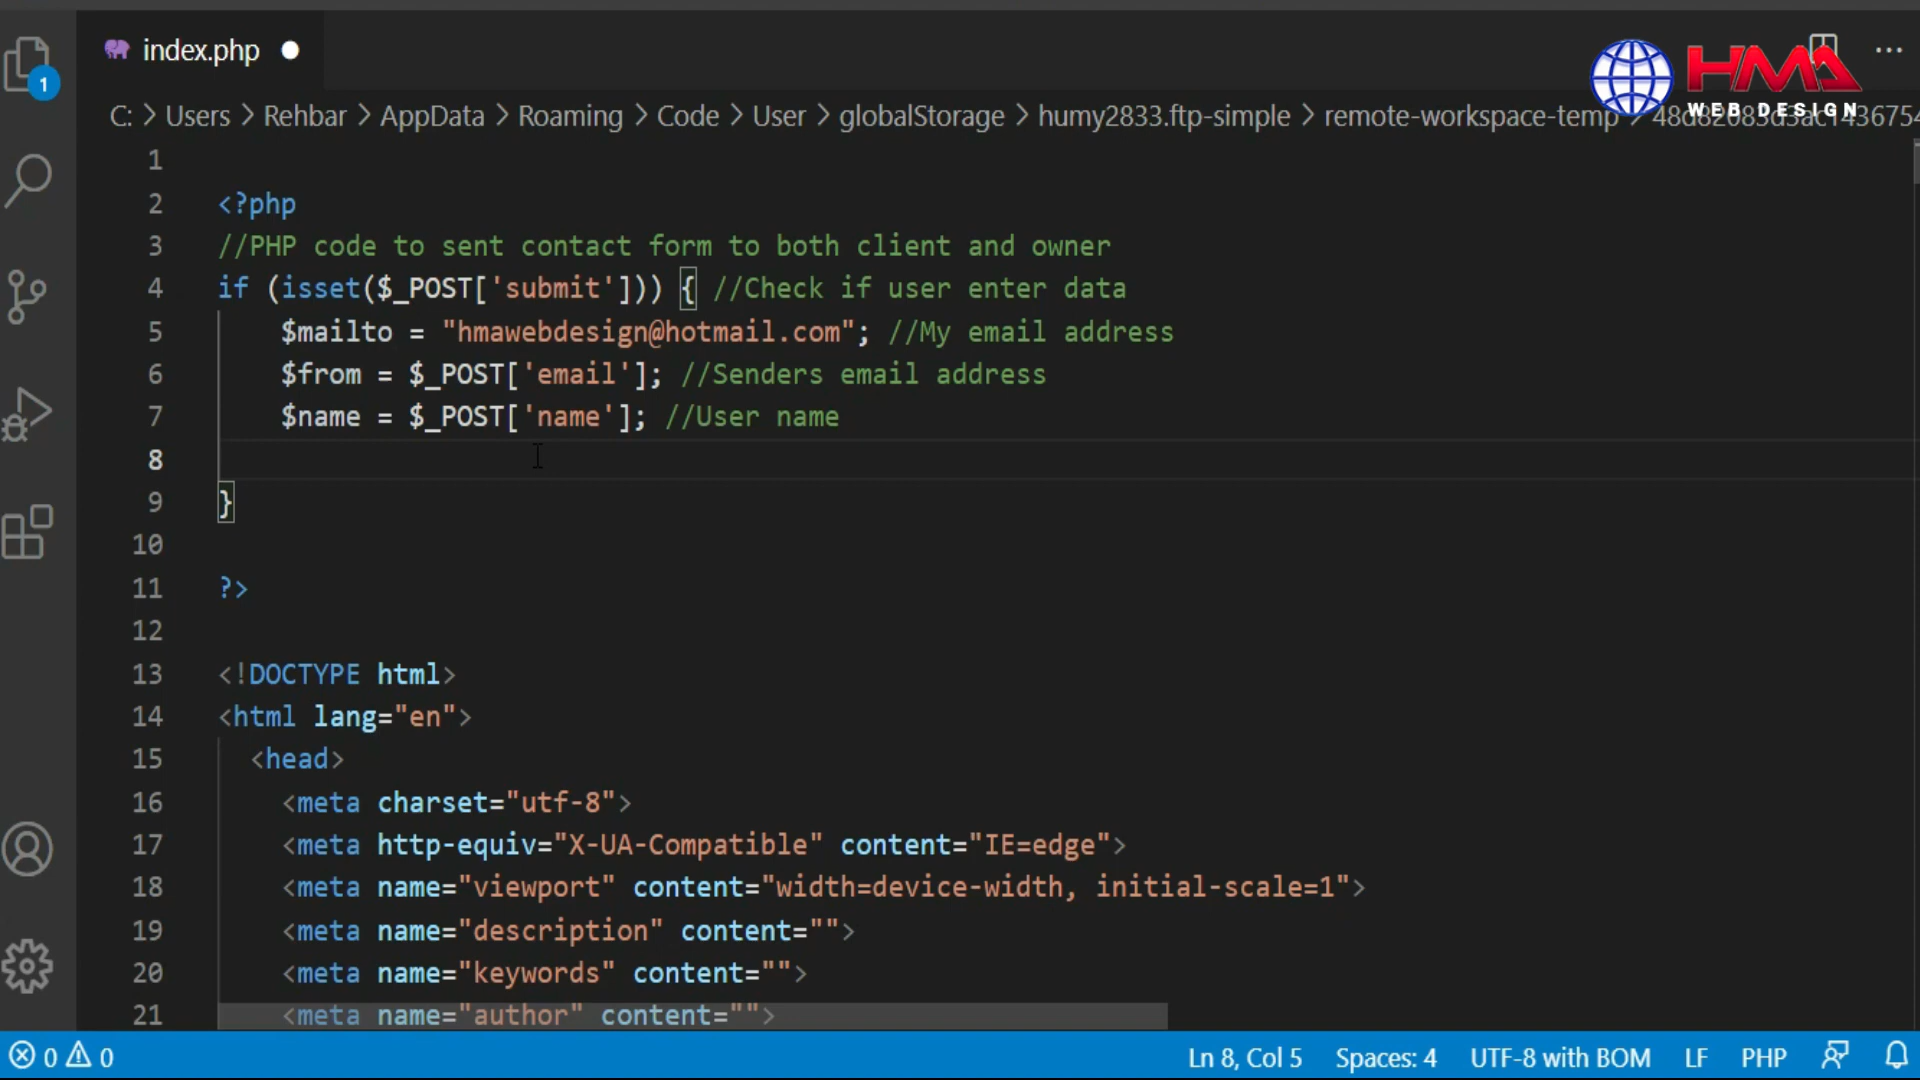 index.php
HMA
WEB DESIGN
C: > Users > Rehbar > AppData > Roaming > Code > User > globalStorage > humy2833.ftp-simple > remote-workspace-temp >
1
1
2 <?php
3 //PHP code to sent contact form to both client and owner
4 if (isset($_POST['submit'])) { //Check if user enter data
5 $mailto = "hmawebdesign@hotmail.com"; //My email address
6 $from = $_POST['email']; //Senders email address
7 $name = $_POST['name']; //User name
8
9 }
10
11 ?>
12
13 <!DOCTYPE html>
14 <html lang="en">
15 <head>
16 <meta charset="utf-8">
17 <meta http-equiv="X-UA-Compatible" content="IE=edge">
18 <meta name="viewport" content="width=device-width, initial-scale=1">
19 <meta name="description" content="">
20 <meta name="keywords" content="">
21 <meta name="author" content="">
0 0 Ln 8, Col 5 Spaces: 4 UTF-8 with BOM LF PHP